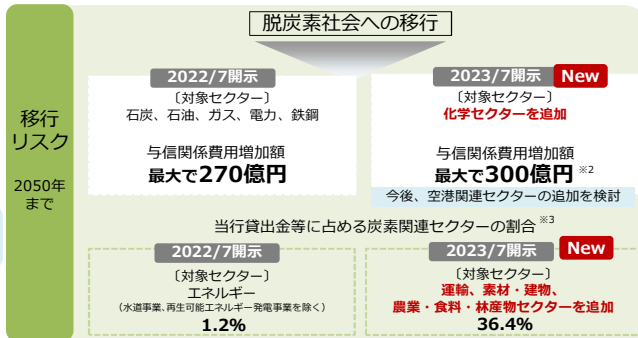 脱炭素社会への移行
移行
リスク
2050年
まで
2022/7開示
〔対象セクター〕
石炭、石油、ガス、電力、鉄鋼
与信関係費用増加額
最大で270億円
2023/7開示 New
〔対象セクター〕
化学セクターを追加
与信関係費用増加額
最大で300億円 ※2
今後、空港関連セクターの追加を検討
当行貸出金等に占める炭素関連セクターの割合 ※3
2022/7開示
〔対象セクター〕
エネルギー
（水道事業、再生可能エネルギー発電事業を除く）
1.2%
2023/7開示 New
〔対象セクター〕
運輸、素材・建物、
農業・食料・林産物セクターを追加
36.4%